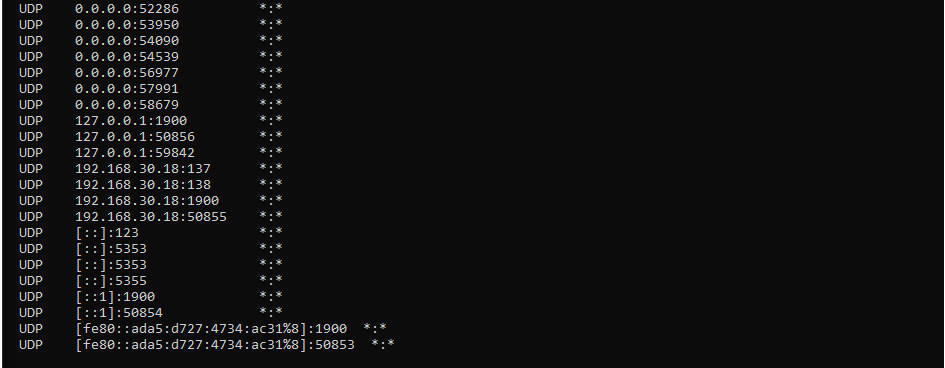 UDP    0.0.0.0:52286          *:*
UDP    0.0.0.0:53950          *:*
UDP    0.0.0.0:54090          *:*
UDP    0.0.0.0:54539          *:*
UDP    0.0.0.0:56977          *:*
UDP    0.0.0.0:57991          *:*
UDP    0.0.0.0:58679          *:*
UDP    127.0.0.1:1900         *:*
UDP    127.0.0.1:50856        *:*
UDP    127.0.0.1:59842        *:*
UDP    192.168.30.18:137      *:*
UDP    192.168.30.18:138      *:*
UDP    192.168.30.18:1900     *:*
UDP    192.168.30.18:50855    *:*
UDP    [::]:123               *:*
UDP    [::]:5353              *:*
UDP    [::]:5353              *:*
UDP    [::]:5355              *:*
UDP    [::1]:1900             *:*
UDP    [::1]:50854            *:*
UDP    [fe80::ada5:d727:4734:ac31%8]:1900  *:*
UDP    [fe80::ada5:d727:4734:ac31%8]:50853  *:*